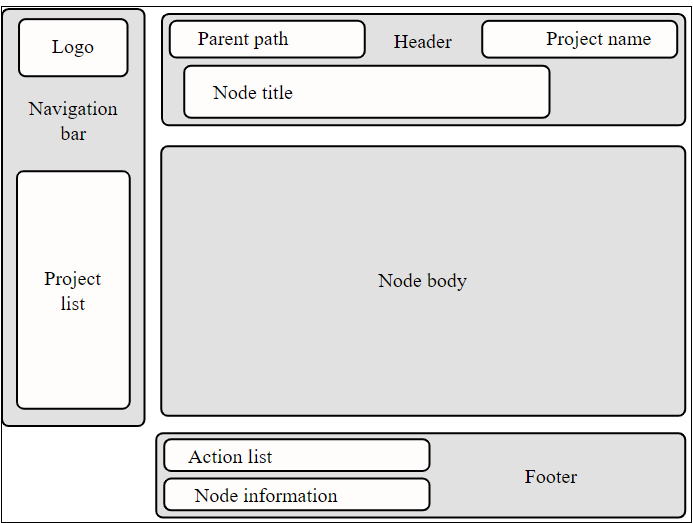 Logo
Navigation
bar
Project
list
Parent path
Header
Project name
Node title
Node body
Action list
Node information
Footer